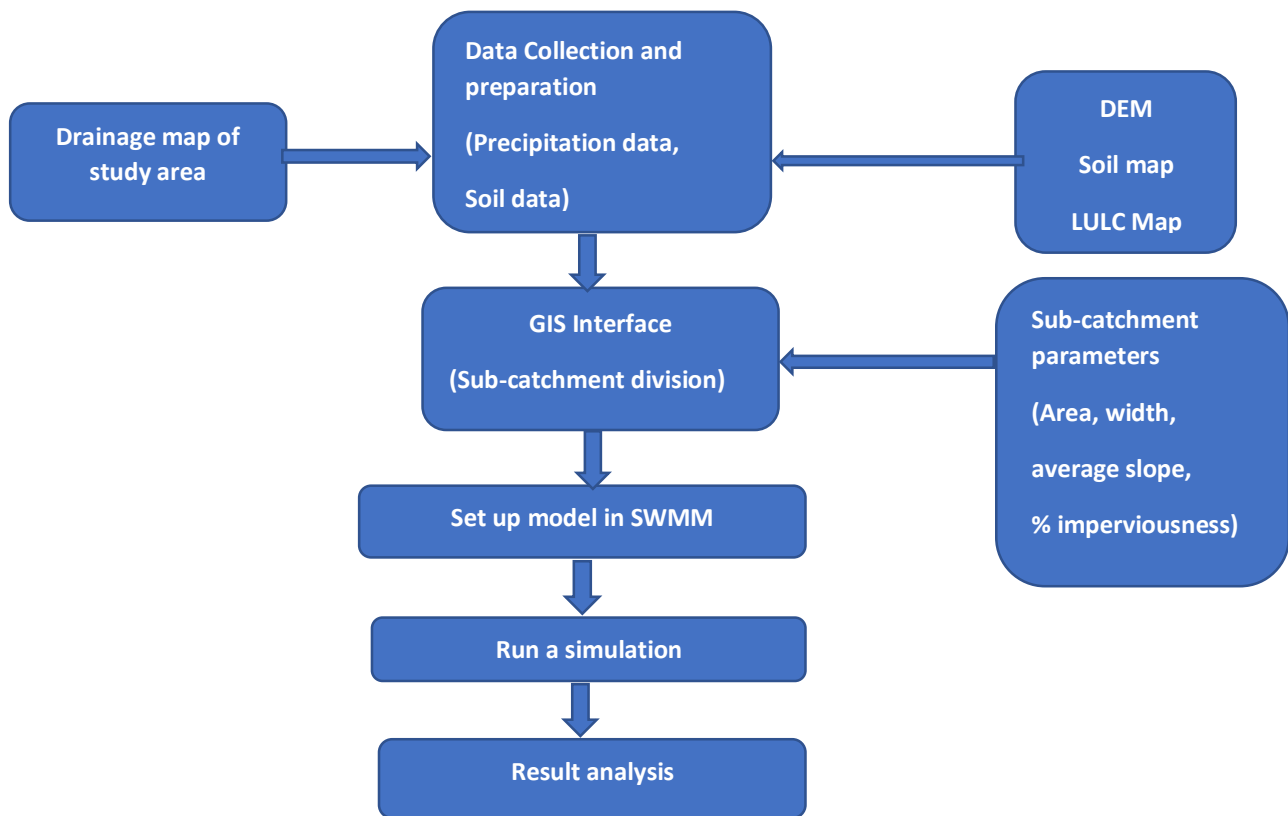 Data Collection and
preparation
(Precipitation data,
Soil data)
Drainage map of
study area
DEM
Soil map
LULC Map
GIS Interface
(Sub-catchment division)
Sub-catchment
parameters
(Area, width,
average slope,
% imperviousness)
Set up model in SWMM
Run a simulation
Result analysis